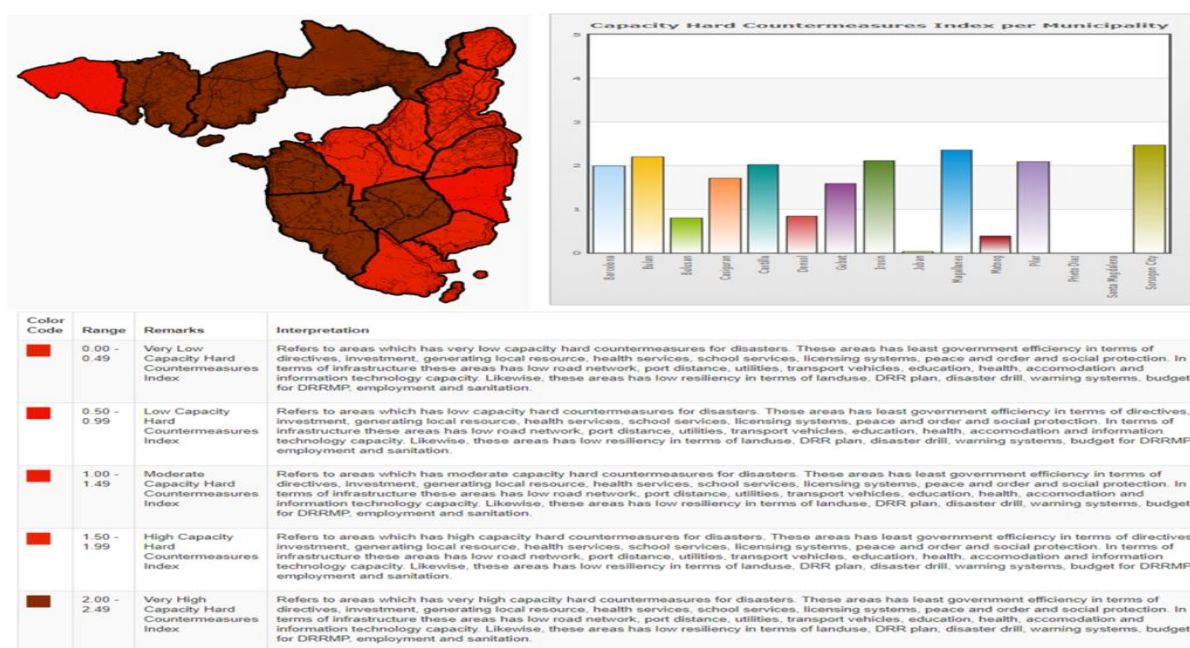 Capacity Hard Countermeasures Index per Municipality
5
4
3
2
1
0
Barcelona
Bulan
Bulusan
Casiguran
Castilla
Donsol
Gubat
Irosin
Juban
Magallanes
Matnog
Pilar
Prieto Diaz
Santa Magdalena
Sorsogon City
Color Code Range Remarks Interpretation
0.00 - 0.49
Very Low Capacity Hard Countermeasures Index
Refers to areas which has very low capacity hard countermeasures for disasters. These areas has least government efficiency in terms of
directives, investment, generating local resource, health services, school services, licensing systems, peace and order and social protection. In
terms of infrastructure these areas has low road network, port distance, utilities, transport vehicles, education, health, accomodation and
information technology capacity. Likewise, these areas has low resiliency in terms of landuse, DRR plan, disaster drill, warning systems, budget
for DRRMP, employment and sanitation.
0.50 - 0.99
Low Capacity Hard Countermeasures Index
Refers to areas which has low capacity hard countermeasures for disasters. These areas has least government efficiency in terms of directives,
investment, generating local resource, health services, school services, licensing systems, peace and order and social protection. In terms of
infrastructure these areas has low road network, port distance, utilities, transport vehicles, education, health, accomodation and information
technology capacity. Likewise, these areas has low resiliency in terms of landuse, DRR plan, disaster drill, warning systems, budget for DRRMP
employment and sanitation.
1.00 - 1.49
Moderate Capacity Hard Countermeasures Index
Refers to areas which has moderate capacity hard countermeasures for disasters. These areas has least government efficiency in terms of
directives, investment, generating local resource, health services, school services, licensing systems, peace and order and social protection. In
terms of infrastructure these areas has low road network, port distance, utilities, transport vehicles, education, health, accomodation and
information technology capacity. Likewise, these areas has low resiliency in terms of landuse, DRR plan, disaster drill, warning systems, budget
for DRRMP, employment and sanitation.
1.50 - 1.99
High Capacity Hard Countermeasures Index
Refers to areas which has high capacity hard countermeasures for disasters. These areas has least government efficiency in terms of directives
investment, generating local resource, health services, school services, licensing systems, peace and order and social protection. In terms of
infrastructure these areas has low road network, port distance, utilities, transport vehicles, education, health, accomodation and information
technology capacity. Likewise, these areas has low resiliency in terms of landuse, DRR plan, disaster drill, warning systems, budget for DRRMP
employment and sanitation.
2.00 - 2.49
Very High Capacity Hard Countermeasures Index
Refers to areas which has very high capacity hard countermeasures for disasters. These areas has least government efficiency in terms of
directives, investment, generating local resource, health services, school services, licensing systems, peace and order and social protection. In
terms of infrastructure these areas has low road network, port distance, utilities, transport vehicles, education, health, accomodation and
information technology capacity. Likewise, these areas has low resiliency in terms of landuse, DRR plan, disaster drill, warning systems, budget
for DRRMP, employment and sanitation.